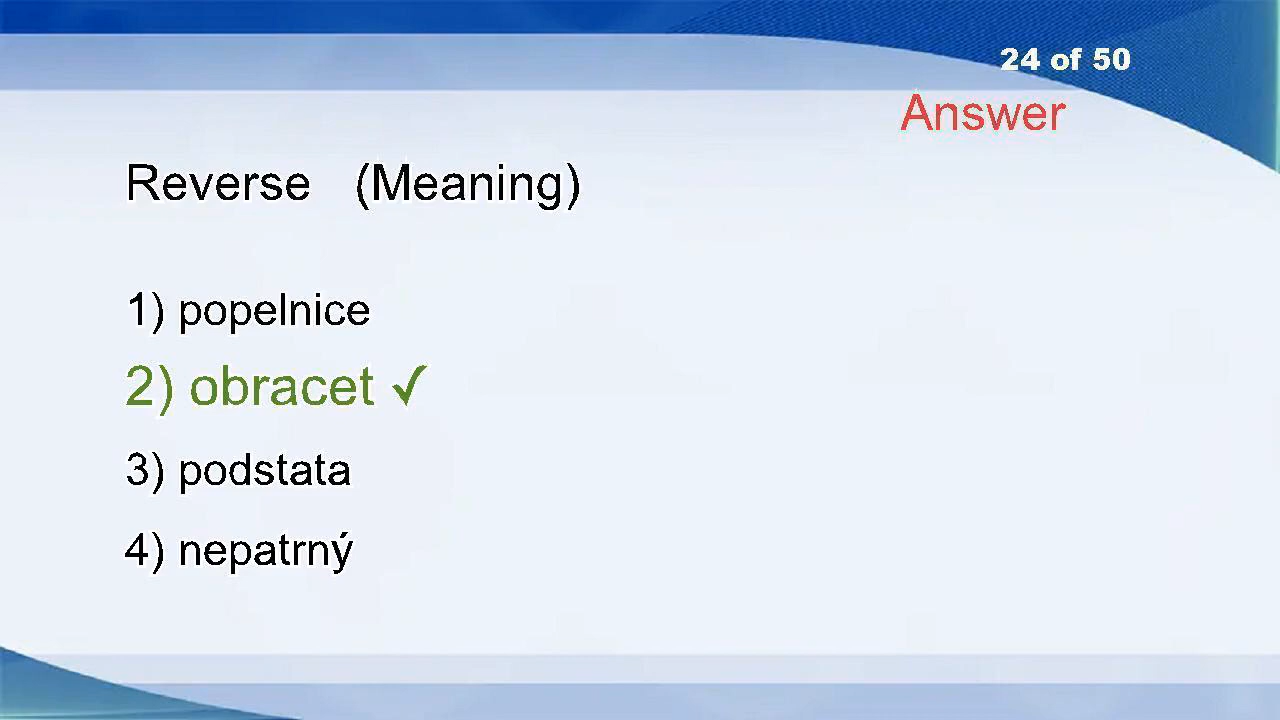 24 of 50
Answer
Reverse (Meaning)
1) popelnice
2) obracet ✓
3) podstata
4) nepatrný